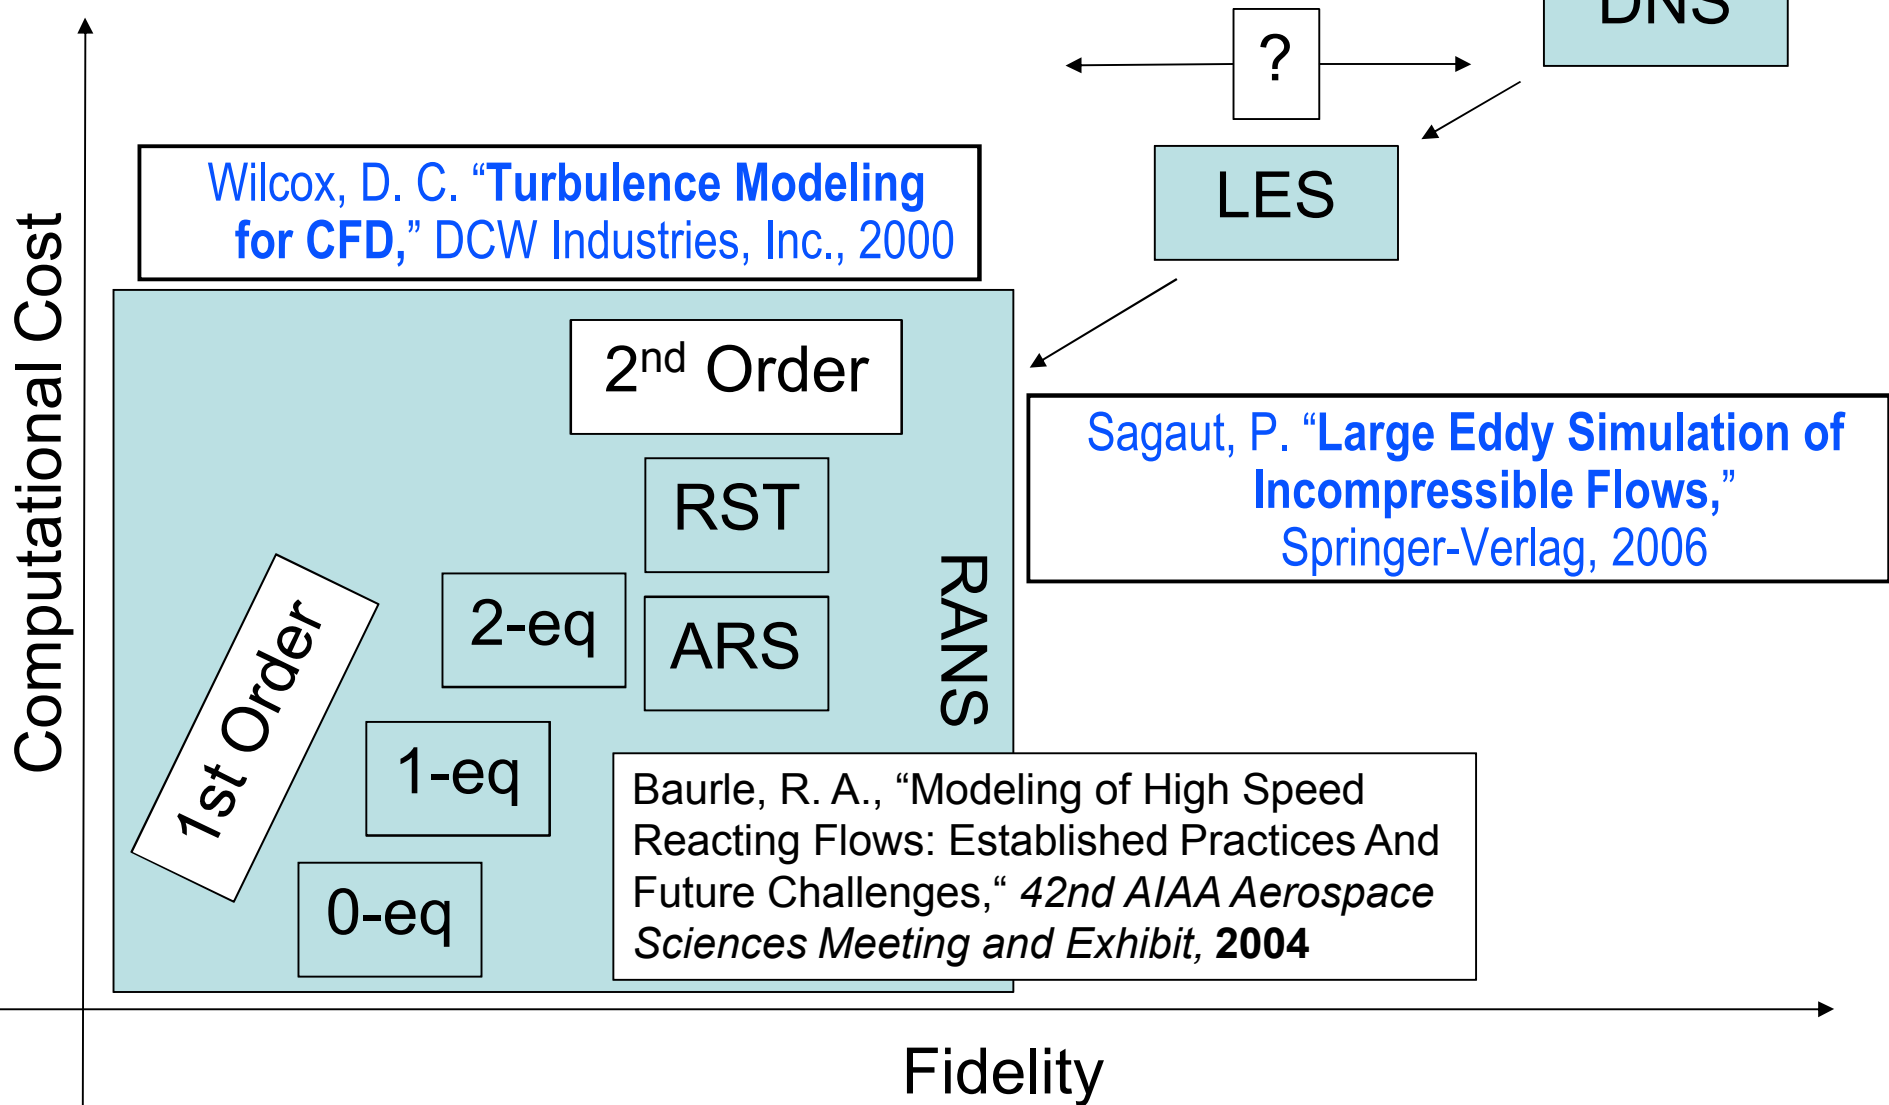 DNS
?
Wilcox, D. C. “Turbulence Modeling
for CFD,” DCW Industries, Inc., 2000
LES
Computational Cost
2nd Order
Sagaut, P. “Large Eddy Simulation of
Incompressible Flows,”
Springer-Verlag, 2006
RST
RANS
1st Order
2-eq
ARS
1-eq
Baurle, R. A., “Modeling of High Speed
Reacting Flows: Established Practices And
Future Challenges,“ 42nd AIAA Aerospace
Sciences Meeting and Exhibit, 2004
0-eq
Fidelity